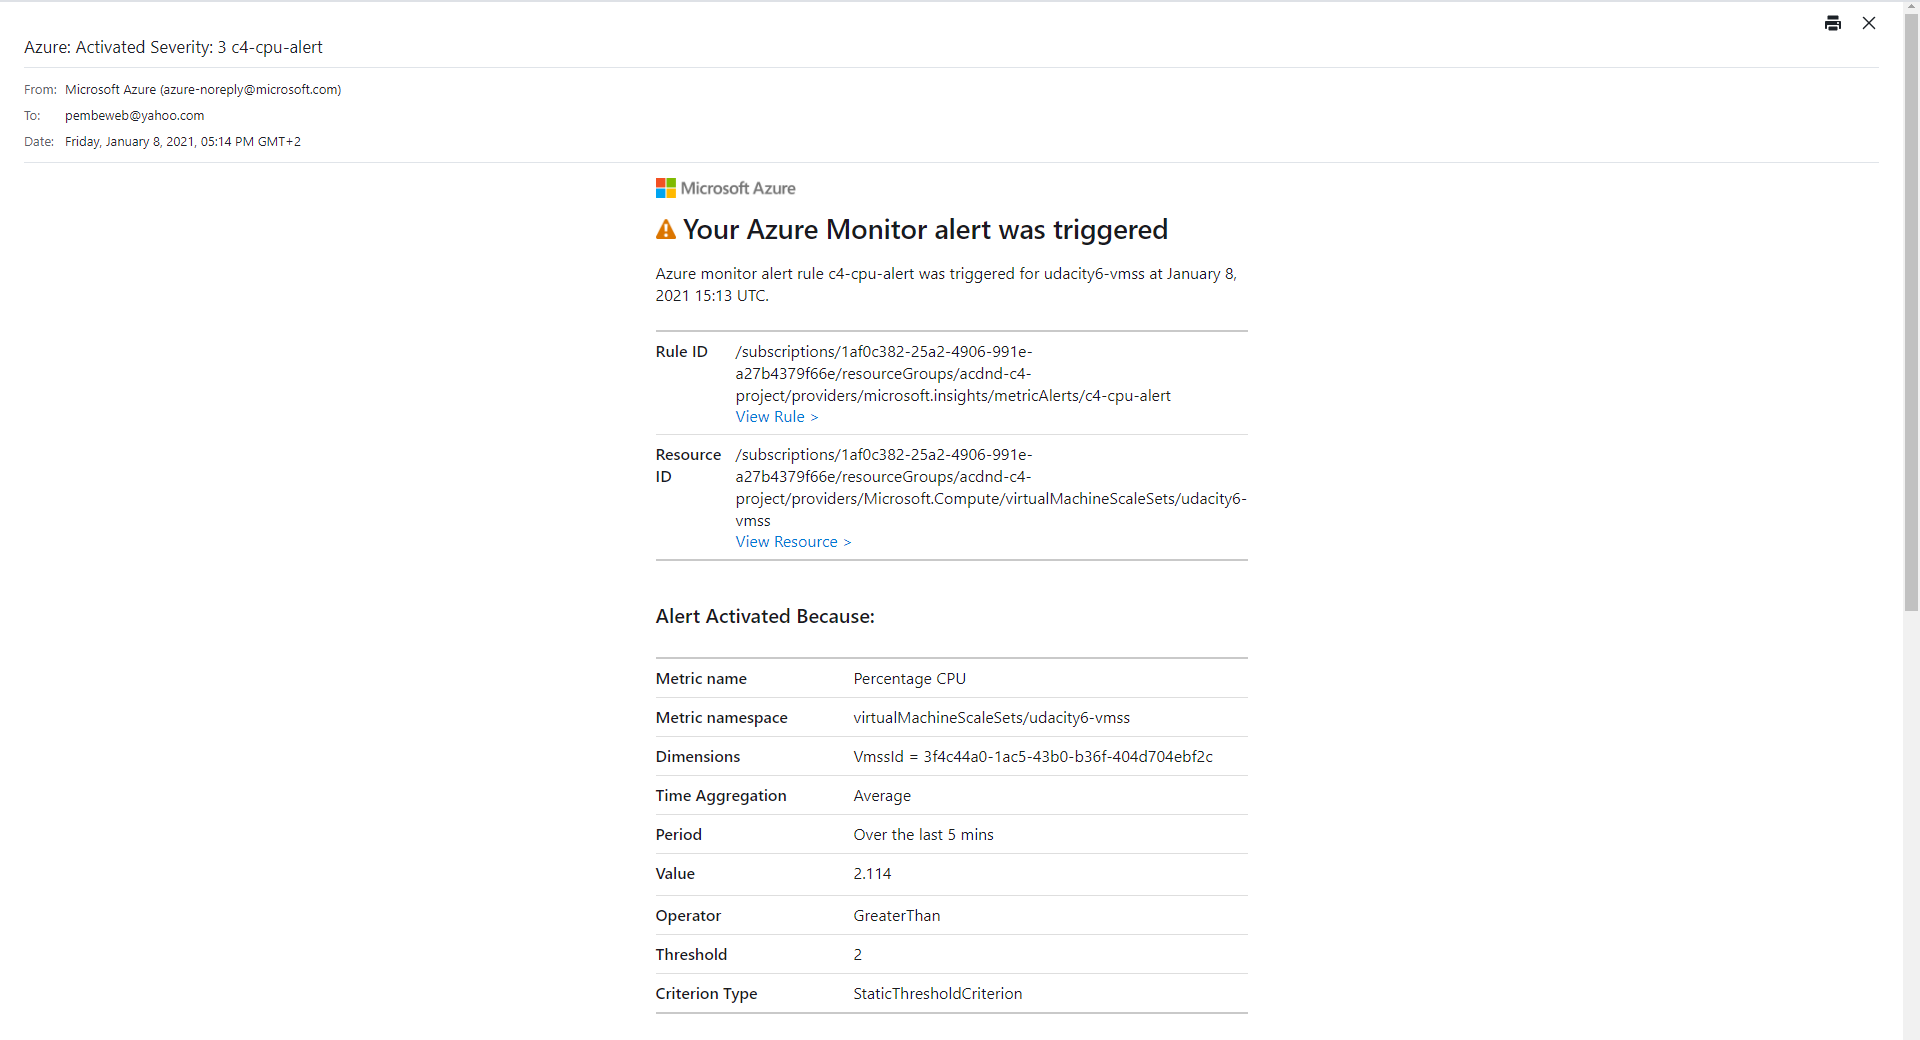 Azure: Activated Severity: 3 c4-cpu-alert
From: Microsoft Azure (azure-noreply@microsoft.com)
To: pembeweb@yahoo.com
Date: Friday, January 8, 2021, 05:14 PM GMT+2
Microsoft Azure
Your Azure Monitor alert was triggered
Azure monitor alert rule c4-cpu-alert was triggered for udacity6-vmss at January 8,
2021 15:13 UTC.
Rule ID /subscriptions/1af0c382-25a2-4906-991e-
a27b4379f66e/resourceGroups/acdnd-c4-
project/providers/microsoft.insights/metricAlerts/c4-cpu-alert
View Rule >
Resource /subscriptions/1af0c382-25a2-4906-991e-
ID a27b4379f66e/resourceGroups/acdnd-c4-
project/providers/Microsoft.Compute/virtualMachineScaleSets/udacity6-
vmss
View Resource >
Alert Activated Because:
Metric name Percentage CPU
Metric namespace virtualMachineScaleSets/udacity6-vmss
Dimensions VmssId = 3f4c44a0-1ac5-43b0-b36f-404d704ebf2c
Time Aggregation Average
Period Over the last 5 mins
Value 2.114
Operator GreaterThan
Threshold 2
Criterion Type StaticThresholdCriterion